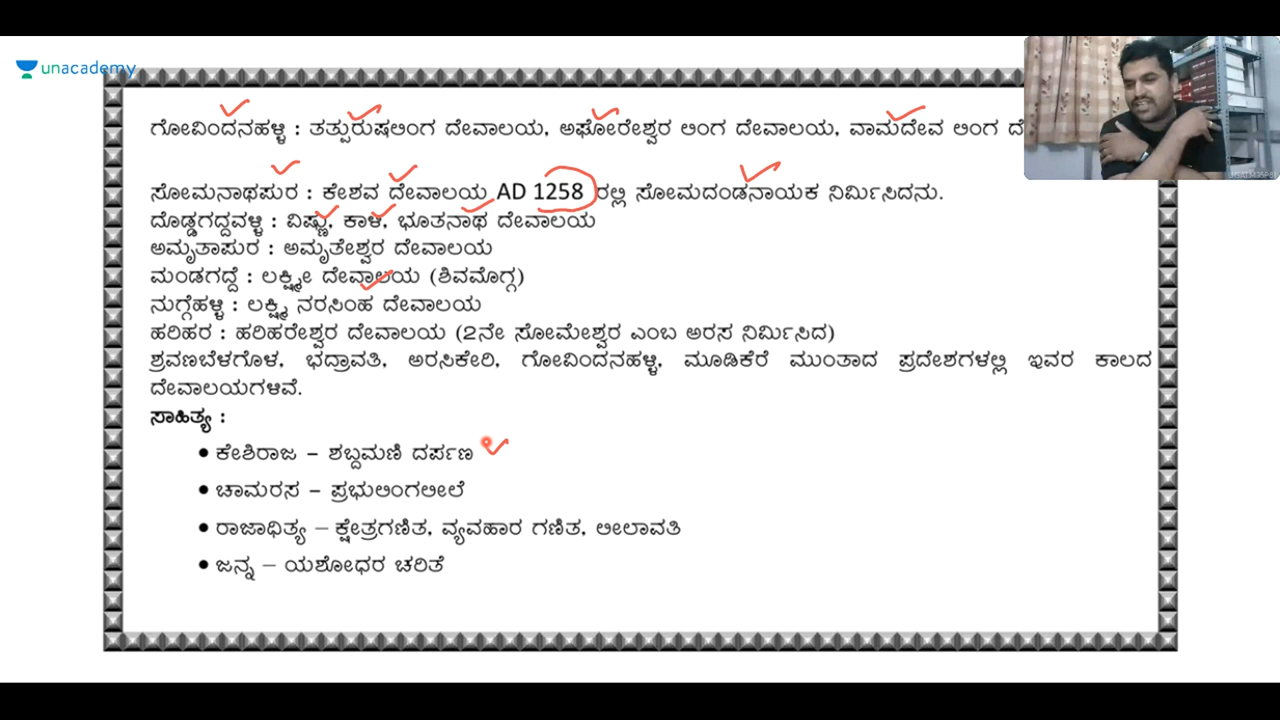 unacademy
ಗೋವಿಂದನಹಳ್ಳಿ : ತತ್ಪುರುಷಲಿಂಗ ದೇವಾಲಯ, ಅಘೋರೇಶ್ವರ ಲಿಂಗ ದೇವಾಲಯ, ವಾಮದೇವ ಲಿಂಗ
ಸೋಮನಾಥಪುರ : ಕೇಶವ ದೇವಾಲಯ AD 1258 ರಲ್ಲಿ ಸೋಮದಂಡನಾಯಕ ನಿರ್ಮಿಸಿದನು.
ದೊಡ್ಡಗದ್ದವಳ್ಳಿ : ವಿಷ್ಣು, ಕಾಳಿ, ಭೂತನಾಥ ದೇವಾಲಯ
ಅಮೃತಾಪುರ : ಅಮೃತೇಶ್ವರ ದೇವಾಲಯ
ಮಂಡಗದ್ದೆ : ಲಕ್ಷ್ಮೀ ದೇವಾಲಯ (ಶಿವಮೊಗ್ಗ)
ನುಗ್ಗೆಹಳ್ಳಿ : ಲಕ್ಷ್ಮಿ ನರಸಿಂಹ ದೇವಾಲಯ
ಹರಿಹರ : ಹರಿಹರೇಶ್ವರ ದೇವಾಲಯ (2ನೇ ಸೋಮೇಶ್ವರ ಎಂಬ ಅರಸ ನಿರ್ಮಿಸಿದ)
ಶ್ರವಣಬೆಳಗೊಳ, ಭದ್ರಾವತಿ, ಅರಸಿಕೇರಿ, ಗೋವಿಂದನಹಳ್ಳಿ, ಮೂಡಿಕೆರೆ ಮುಂತಾದ ಪ್ರದೇಶಗಳಲ್ಲಿ ಇವರ ಕಾಲದ
ದೇವಾಲಯಗಳಿವೆ.
ಸಾಹಿತ್ಯ :
• ಕೇಶಿರಾಜ – ಶಬ್ದಮಣಿ ದರ್ಪಣ
• ಚಾಮರಸ – ಪ್ರಭುಲಿಂಗಲೀಲೆ
• ರಾಜಾಧಿತ್ಯ – ಕ್ಷೇತ್ರಗಣಿತ, ವ್ಯವಹಾರ ಗಣಿತ, ಲೀಲಾವತಿ
• ಜನ್ನ – ಯಶೋಧರ ಚರಿತೆ